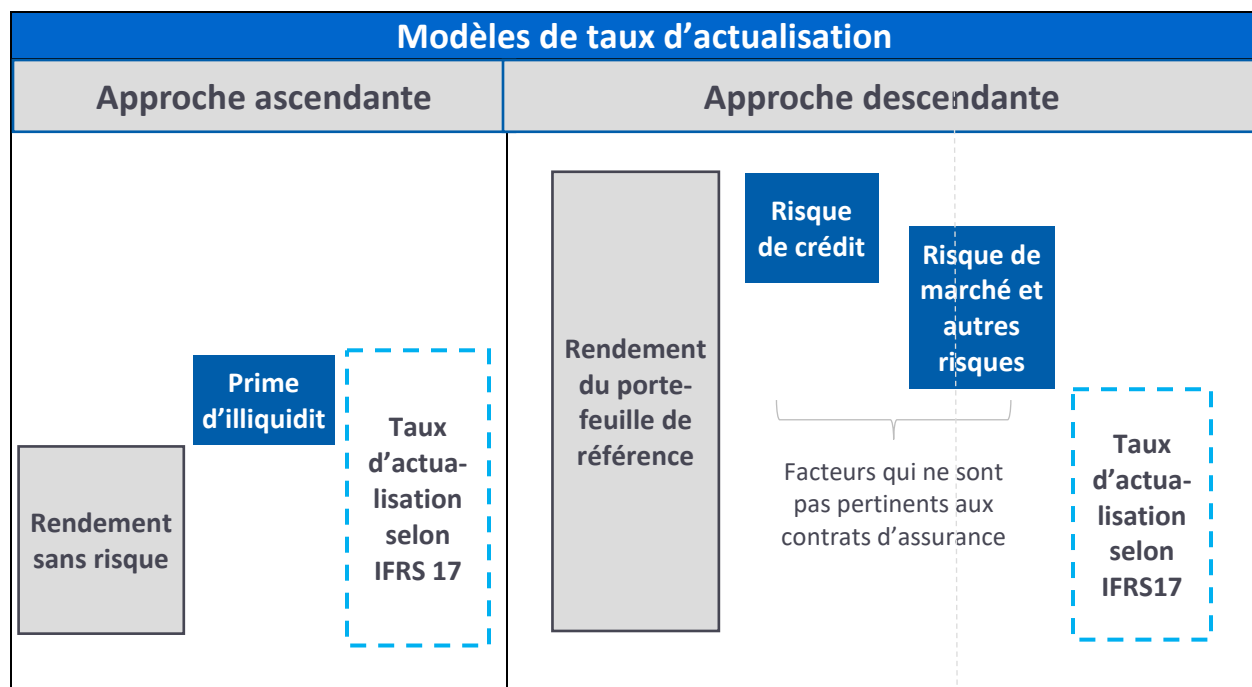 Modèles de taux d’actualisation
Approche ascendante
Approche descendante
Rendement
sans risque
Prime
d’illiquidit
Taux
d’actua-
lisation
selon
IFRS 17
Rendement
du porte-
feuille de
référence
Risque
de crédit
Risque de
marché et
autres
risques
Facteurs qui ne sont
pas pertinents aux
contrats d’assurance
Taux
d’actua-
lisation
selon
IFRS17